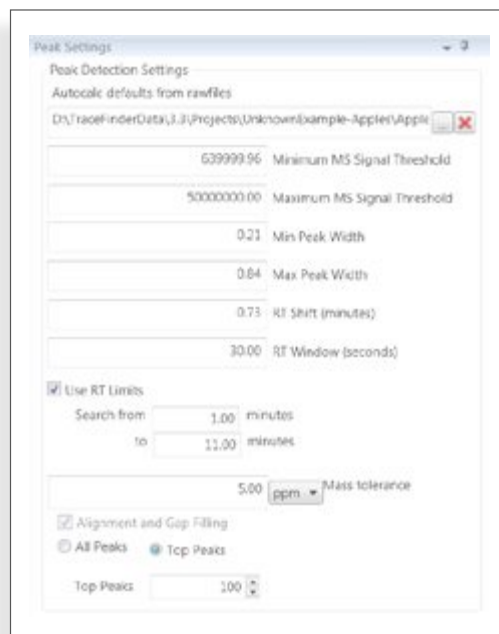 Peak Settings
Peak Detection Settings
Autocalc defaults from rawfiles
D:\TraceFinderData\3.3\Projects\UnknownExample-Apples\Apple ...
639999.96 Minimum MS Signal Threshold
50000000.00 Maximum MS Signal Threshold
0.21 Min Peak Width
0.84 Max Peak Width
0.73 RT Shift (minutes)
30.00 RT Window (seconds)
Use RT Limits
Search from 1.00 minutes
to 11.00 minutes
5.00 ppm Mass tolerance
Alignment and Gap Filling
All Peaks Top Peaks
Top Peaks 100